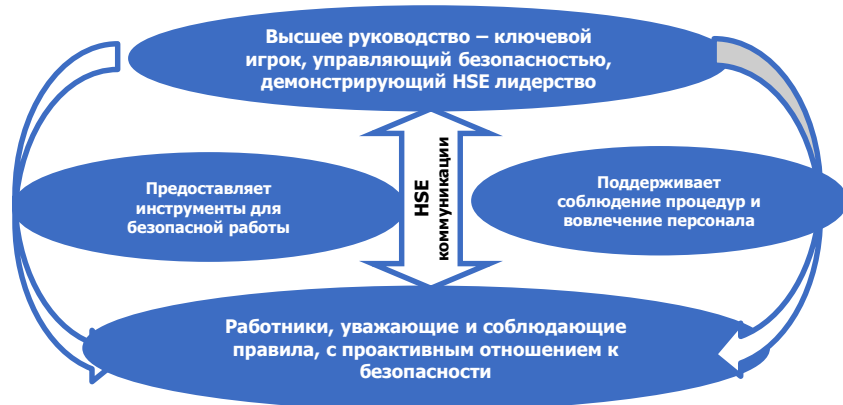 Высшее руководство – ключевой
игрок, управляющий безопасностью,
демонстрирующий HSE лидерство
Предоставляет
инструменты для
безопасной работы
HSE
коммуникации
Поддерживает
соблюдение процедур и
вовлечение персонала
Работники, уважающие и соблюдающие
правила, с проактивным отношением к
безопасности